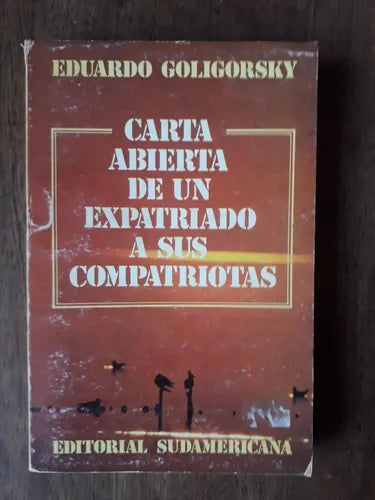 EDUARDO GOLIGORSKY
CARTA
ABIERTA
DE UN
EXPATRIADO
A SUS
COMPATRIOTAS
EDITORIAL SUDAMERICANA